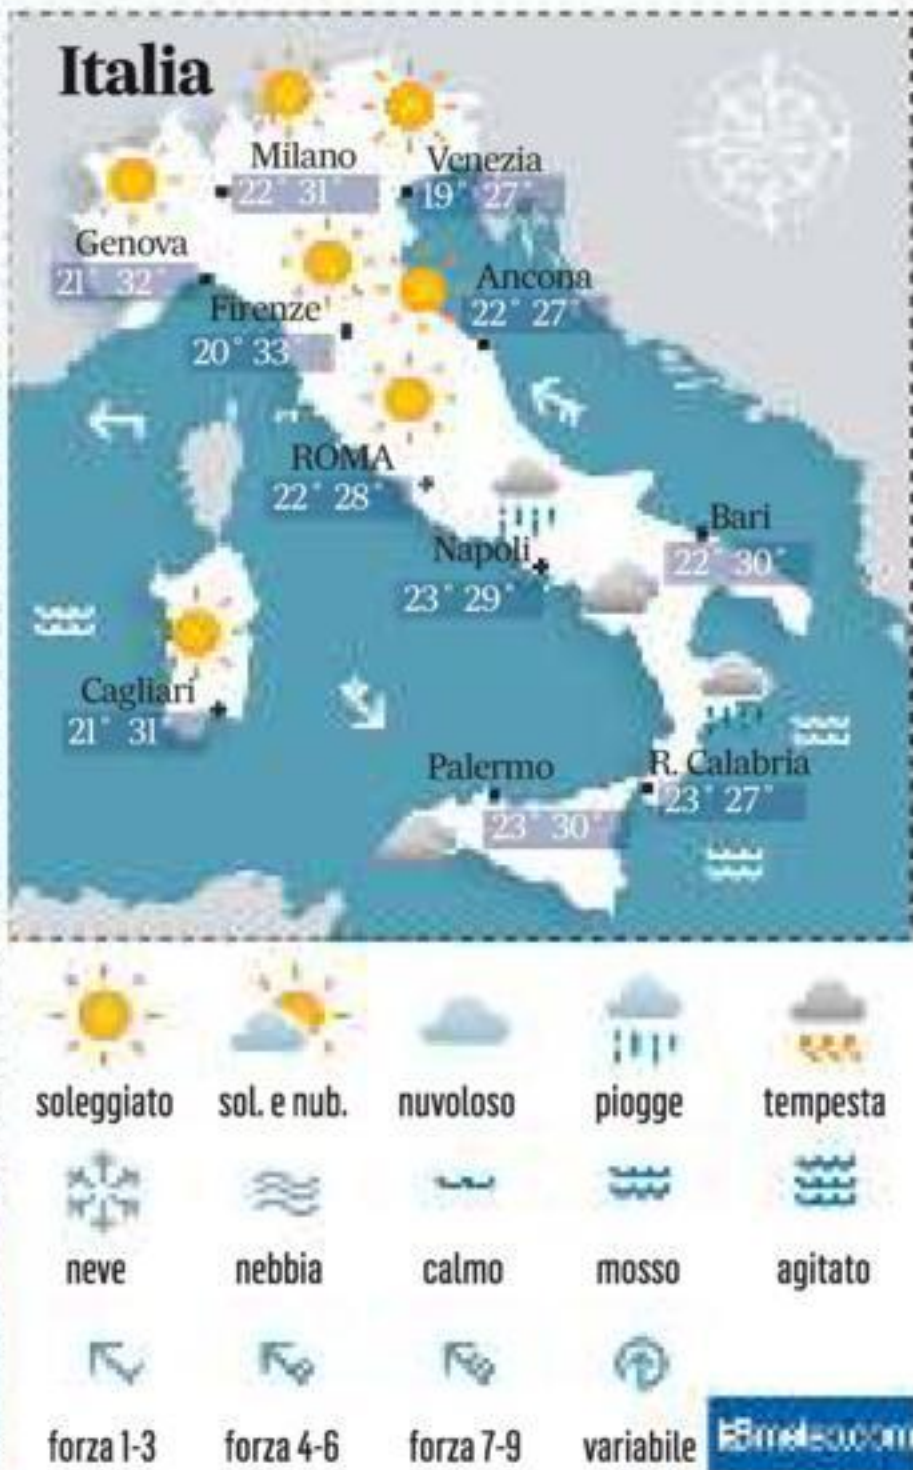 Italia
Milano
22° 31°
Venezia
19° 27°
Genova
21° 32°
Firenze
20° 33°
Ancona
22° 27°
ROMA
22° 28°
Napoli
23° 29°
Bari
22° 30°
Cagliari
21° 31°
Palermo
23° 30°
R. Calabria
23° 27°
soleggiato sol. e nub. nuvoloso piogge tempesta
neve nebbia calmo mosso agitato
forza 1-3 forza 4-6 forza 7-9 variabile